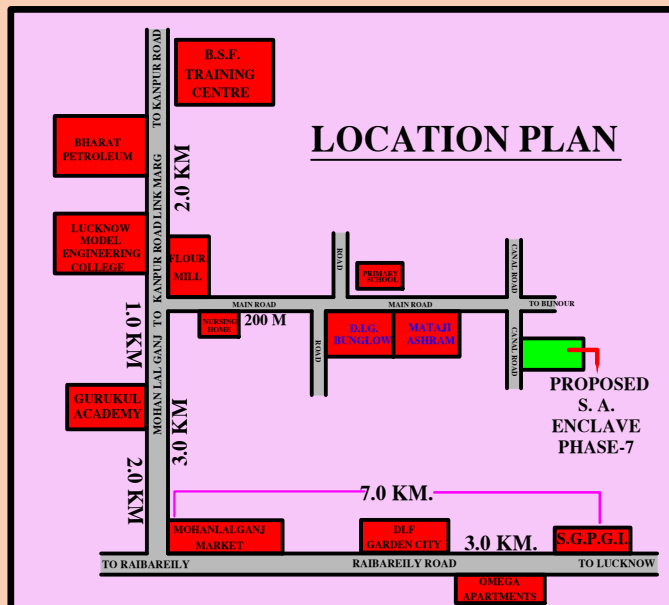 B.S.F.
TRAINING
CENTRE
TO KANPUR ROAD
BHARAT
PETROLEUM
LOCATION PLAN
2.0 KM
MOHAN LAL GANJ TO KANPUR ROAD LINK MARG
LUCKNOW
MODEL
ENGINEERING
COLLEGE
FLOUR
MILL
ROAD
PRIMARY
SCHOOL
CANAL ROAD
MAIN ROAD
MAIN ROAD
TO BIJNOUR
NURSING
HOME
200 M
ROAD
D.I.G.
BUNGLOW
MATAJI
ASHRAM
CANAL ROAD
1.0 KM
GURUKUL
ACADEMY
3.0 KM
2.0 KM
PROPOSED
S. A.
ENCLAVE
PHASE-7
7.0 KM.
MOHANLALGANJ
MARKET
DLF
GARDEN CITY
3.0 KM.
S.G.P.G.I.
TO RAIBAREILY
RAIBAREILY ROAD
TO LUCKNOW
OMEGA
APARTMENTS